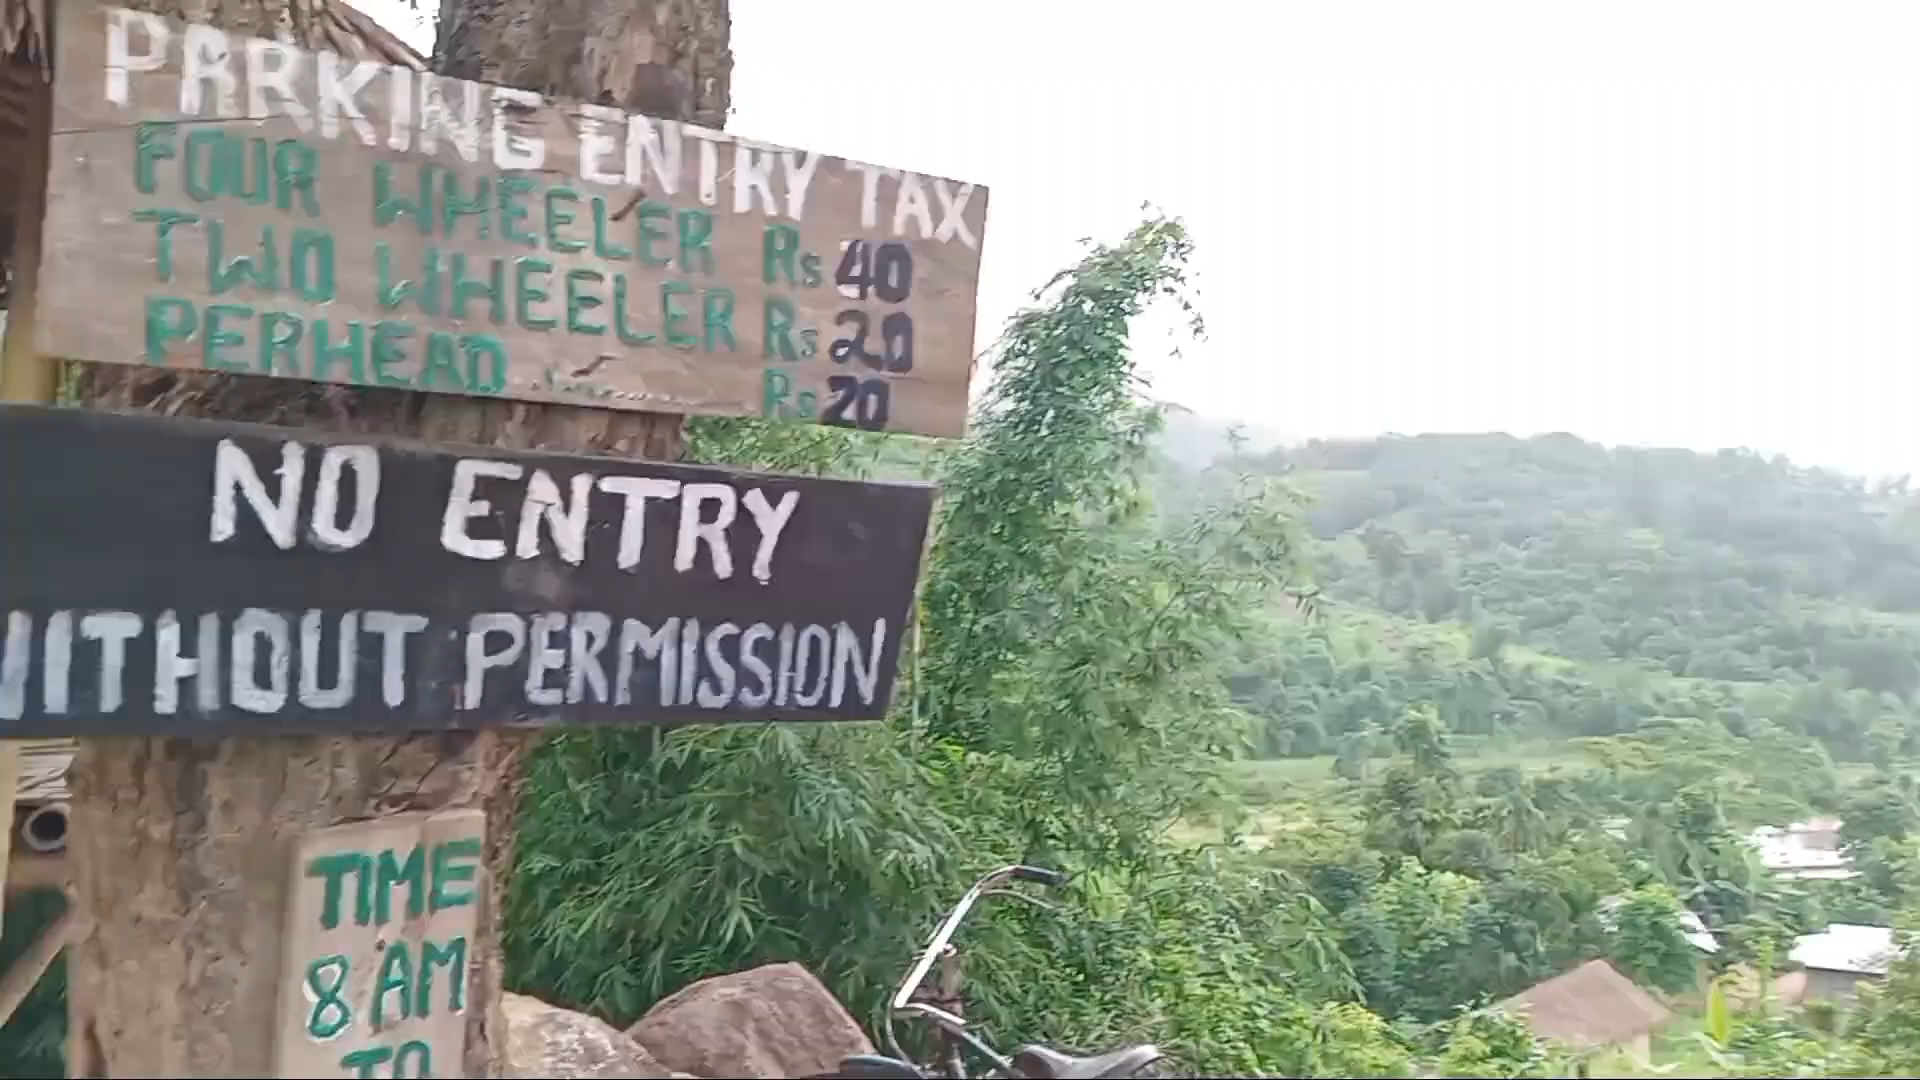 PARKING ENTRY TAX
FOUR WHEELER Rs 40
TWO WHEELER Rs 20
PERHEAD ........... Rs 20
NO ENTRY
WITHOUT PERMISSION
TIME
8 AM
TO